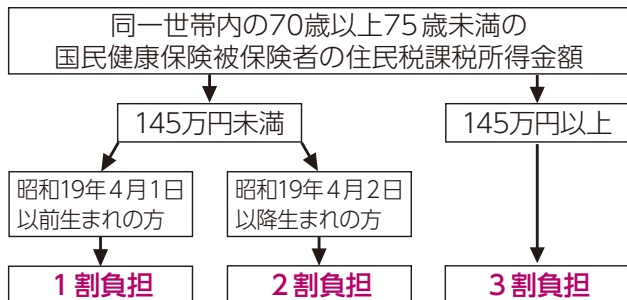 同一世帯内の70歳以上75歳未満の
国民健康保険被保険者の住民税課税所得金額
145万円未満
145万円以上
昭和19年4月1日
以前生まれの方
昭和19年4月2日
以降生まれの方
1割負担
2割負担
3割負担